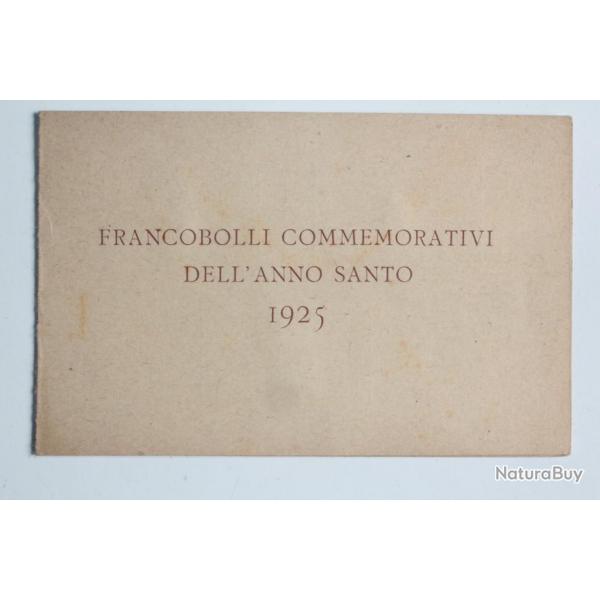 FRANCOBOLLI COMMEMORATIVI
DELL'ANNO SANTO
1925
NaturaBuy